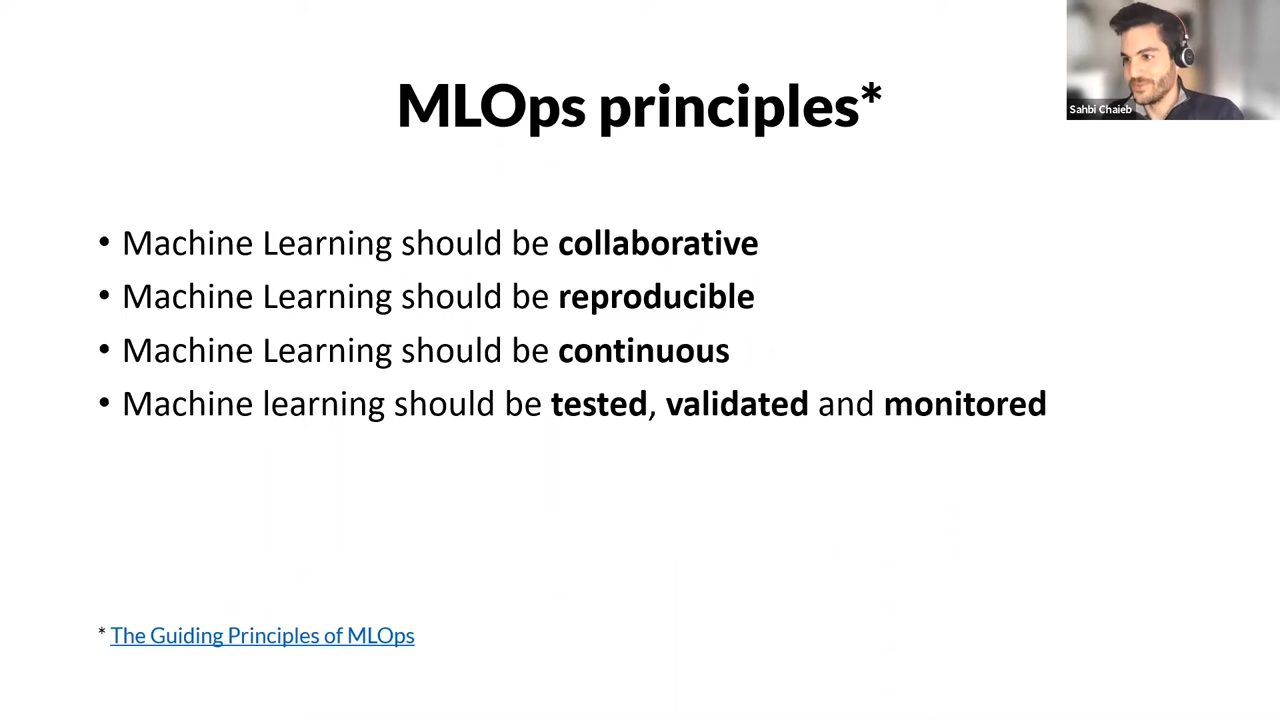 MLOps principles*
Sahbi Chaieb
• Machine Learning should be collaborative
• Machine Learning should be reproducible
• Machine Learning should be continuous
• Machine learning should be tested, validated and monitored
* The Guiding Principles of MLOps